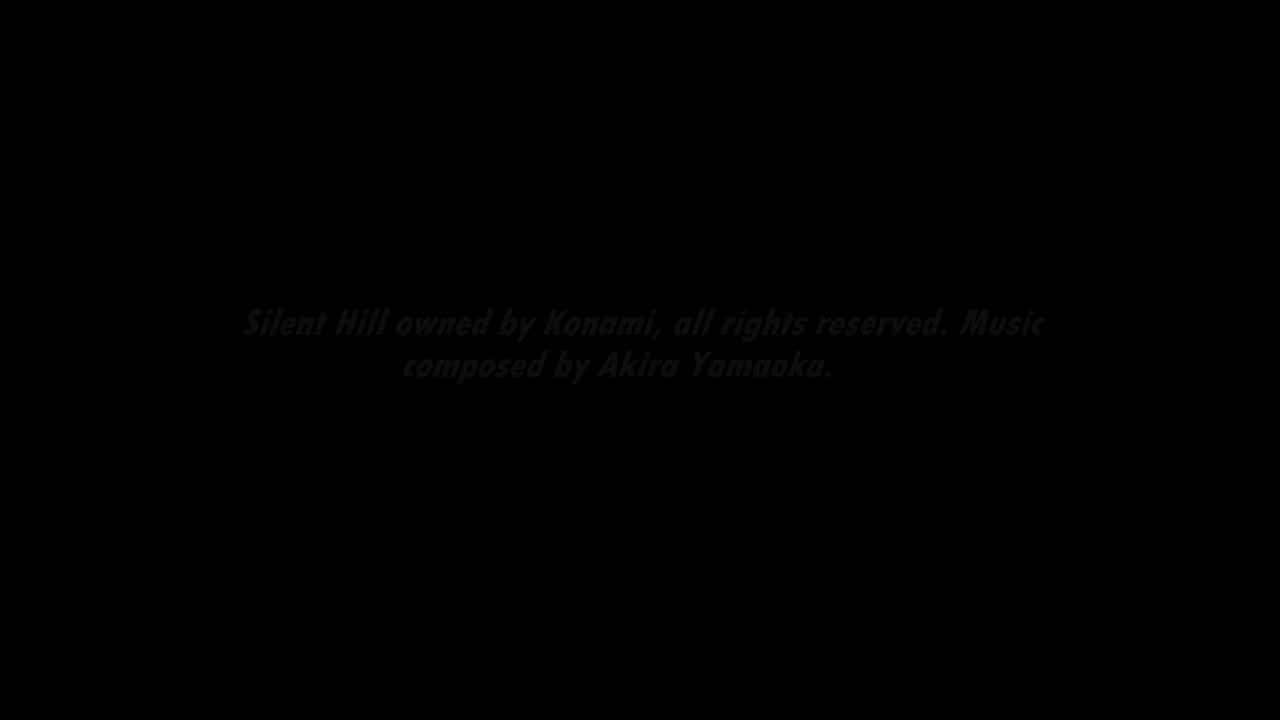 Silent Hill owned by Konami, all rights reserved. Music
composed by Akira Yamaoka.